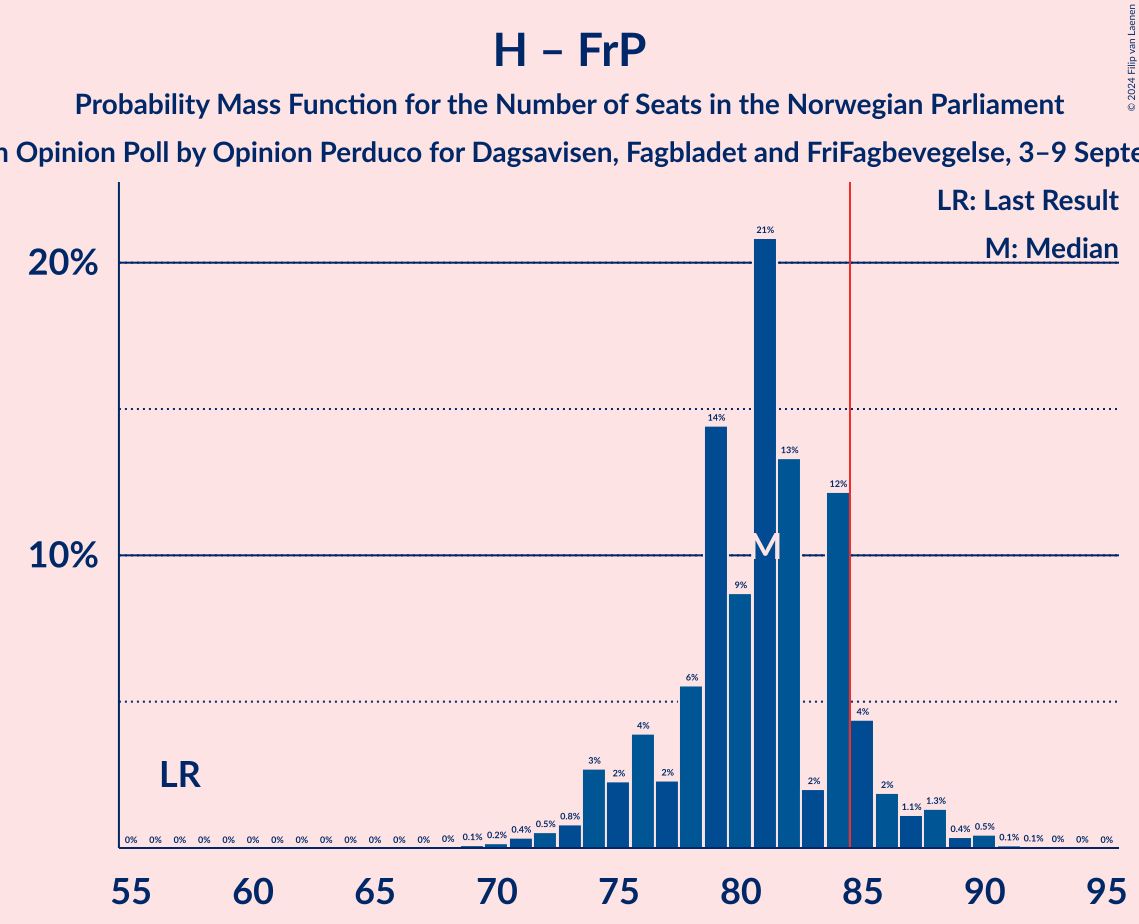 H – FrP
Probability Mass Function for the Number of Seats in the Norwegian Parliament
n Opinion Poll by Opinion Perduco for Dagsavisen, Fagbladet and FriFagbevegelse, 3–9 Septe
© 2024 Filip van Laenen
LR: Last Result
M: Median
20%
10%
21%
14%
13%
12%
9%
6%
4%
4%
3%
2%
2%
2%
2%
1.1%
1.3%
0.8%
0.5%
0.4%
0.2%
0.1%
0.4%
0.5%
0.1%
0.1%
0% 0% 0% 0% 0% 0% 0% 0% 0% 0% 0% 0% 0% 0% 0% 0% 0%
M
LR
55 60 65 70 75 80 85 90 95